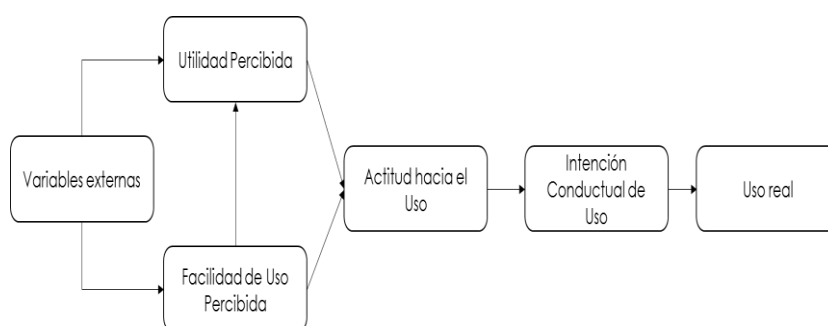 Utilidad Percibida
Variables externas
Facilidad de Uso
Percibida
Actitud hacia el
Uso
Intención
Conductual de
Uso
Uso real